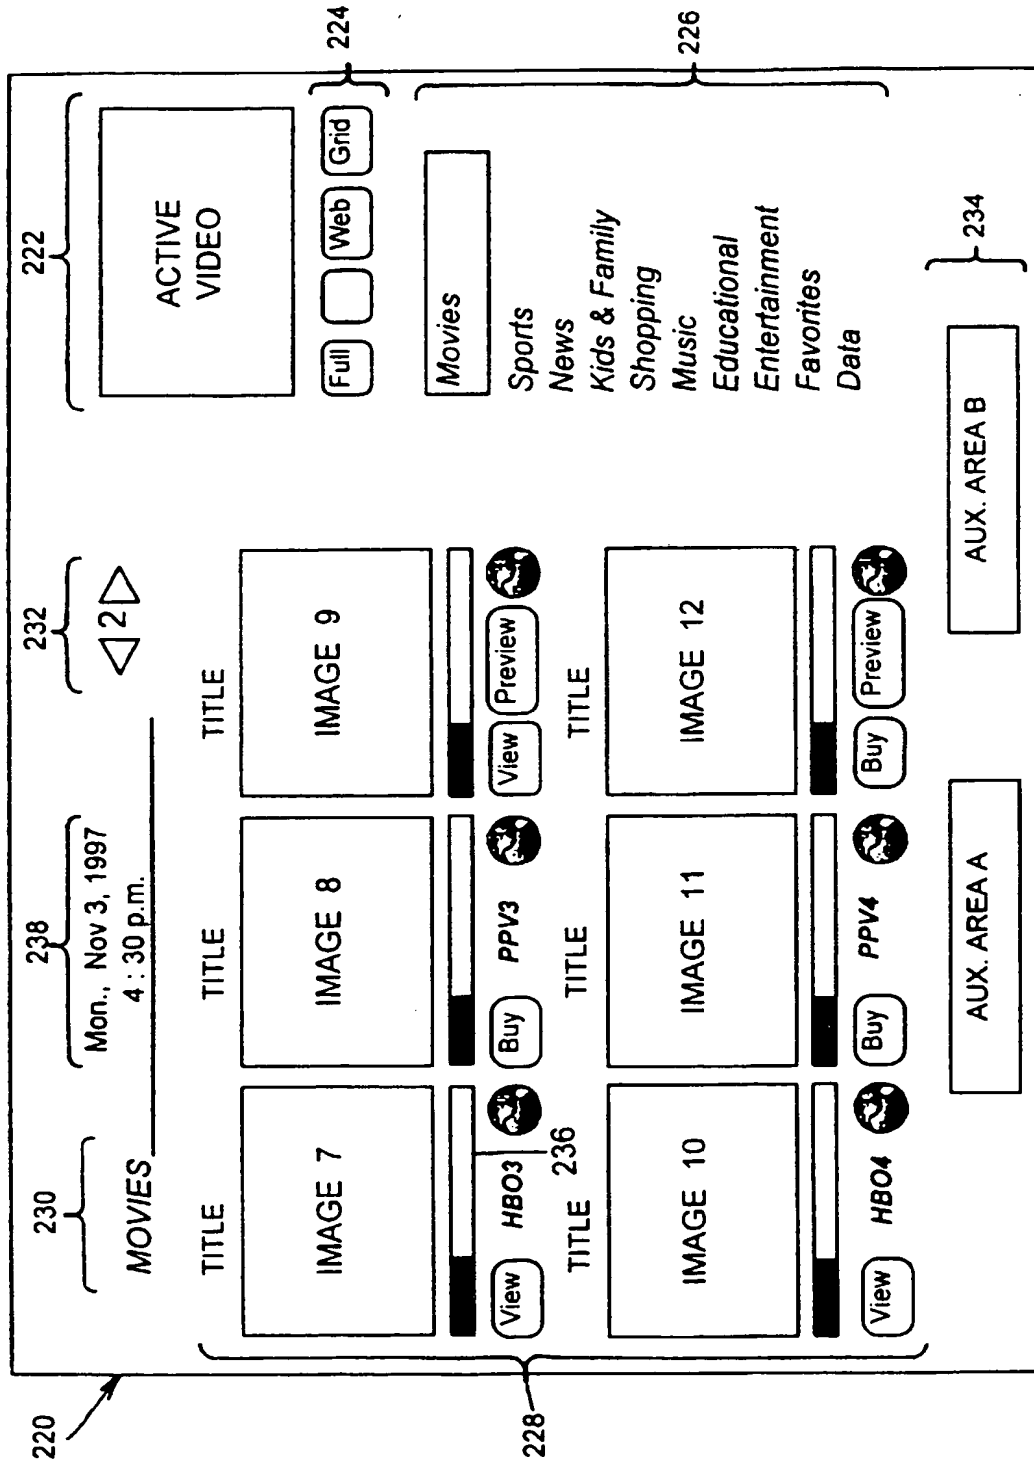 220
230
238
232
222
MOVIES
Mon., Nov 3, 1997
4 : 30 p.m.
2
ACTIVE
VIDEO
224
Full
Web
Grid
TITLE
TITLE
TITLE
IMAGE 7
IMAGE 8
IMAGE 9
View
HBO3
Buy
PPV3
View
Preview
236
228
TITLE
TITLE
TITLE
IMAGE 10
IMAGE 11
IMAGE 12
View
HBO4
Buy
PPV4
Buy
Preview
226
Movies
Sports
News
Kids & Family
Shopping
Music
Educational
Entertainment
Favorites
Data
AUX. AREA A
AUX. AREA B
234